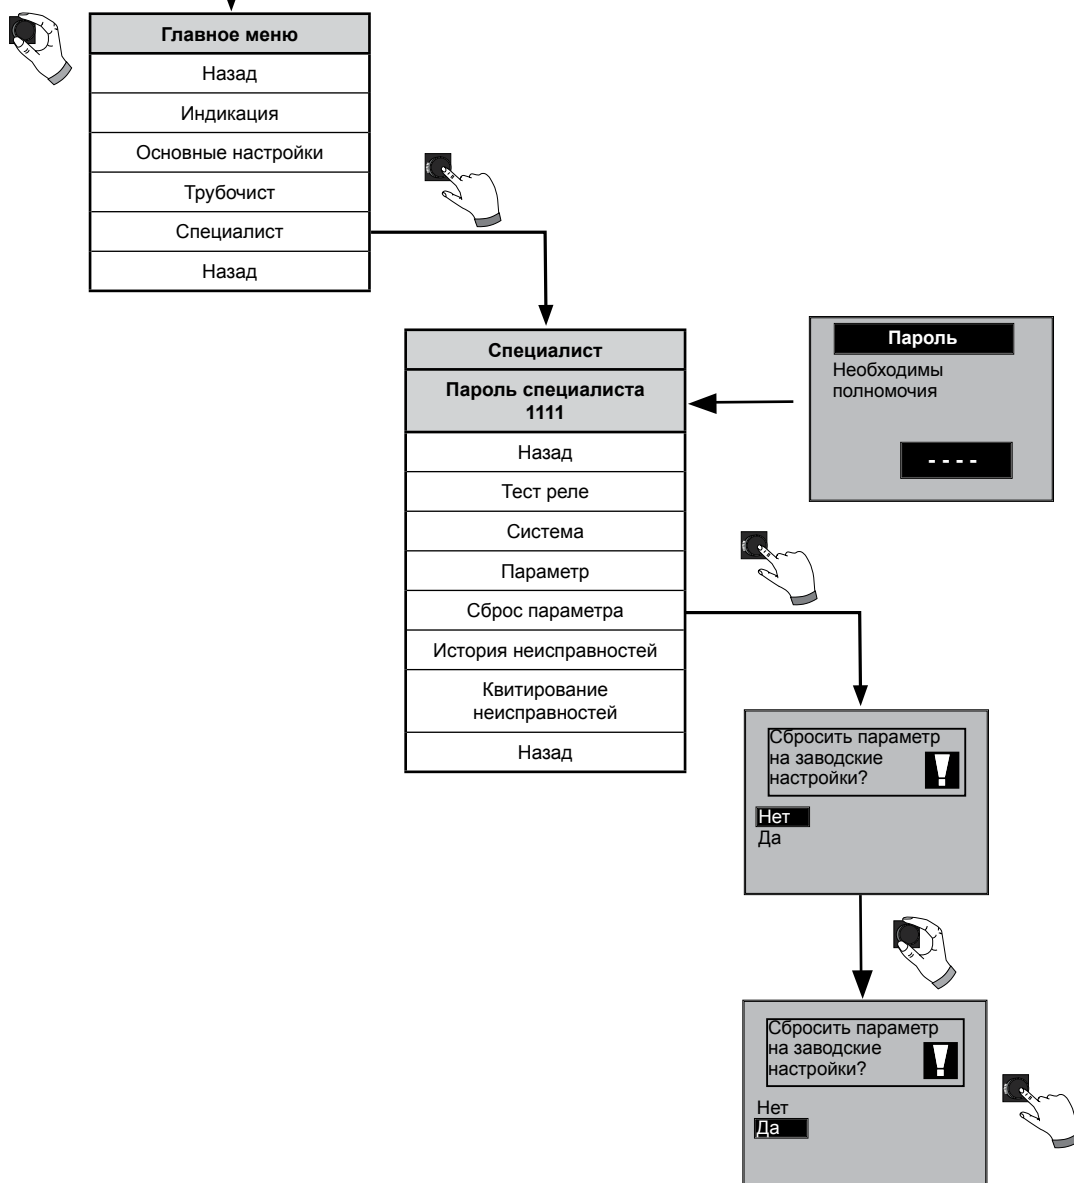 Главное меню
Назад
Индикация
Основные настройки
Трубочист
Специалист
Назад
Специалист
Пароль специалиста
1111
Назад
Тест реле
Система
Параметр
Сброс параметра
История неисправностей
Квитирование
неисправностей
Назад
Пароль
Необходимы
полномочия
- - - -
Сбросить параметр
на заводские
настройки?
Нет
Да
Сбросить параметр
на заводские
настройки?
Нет
Да